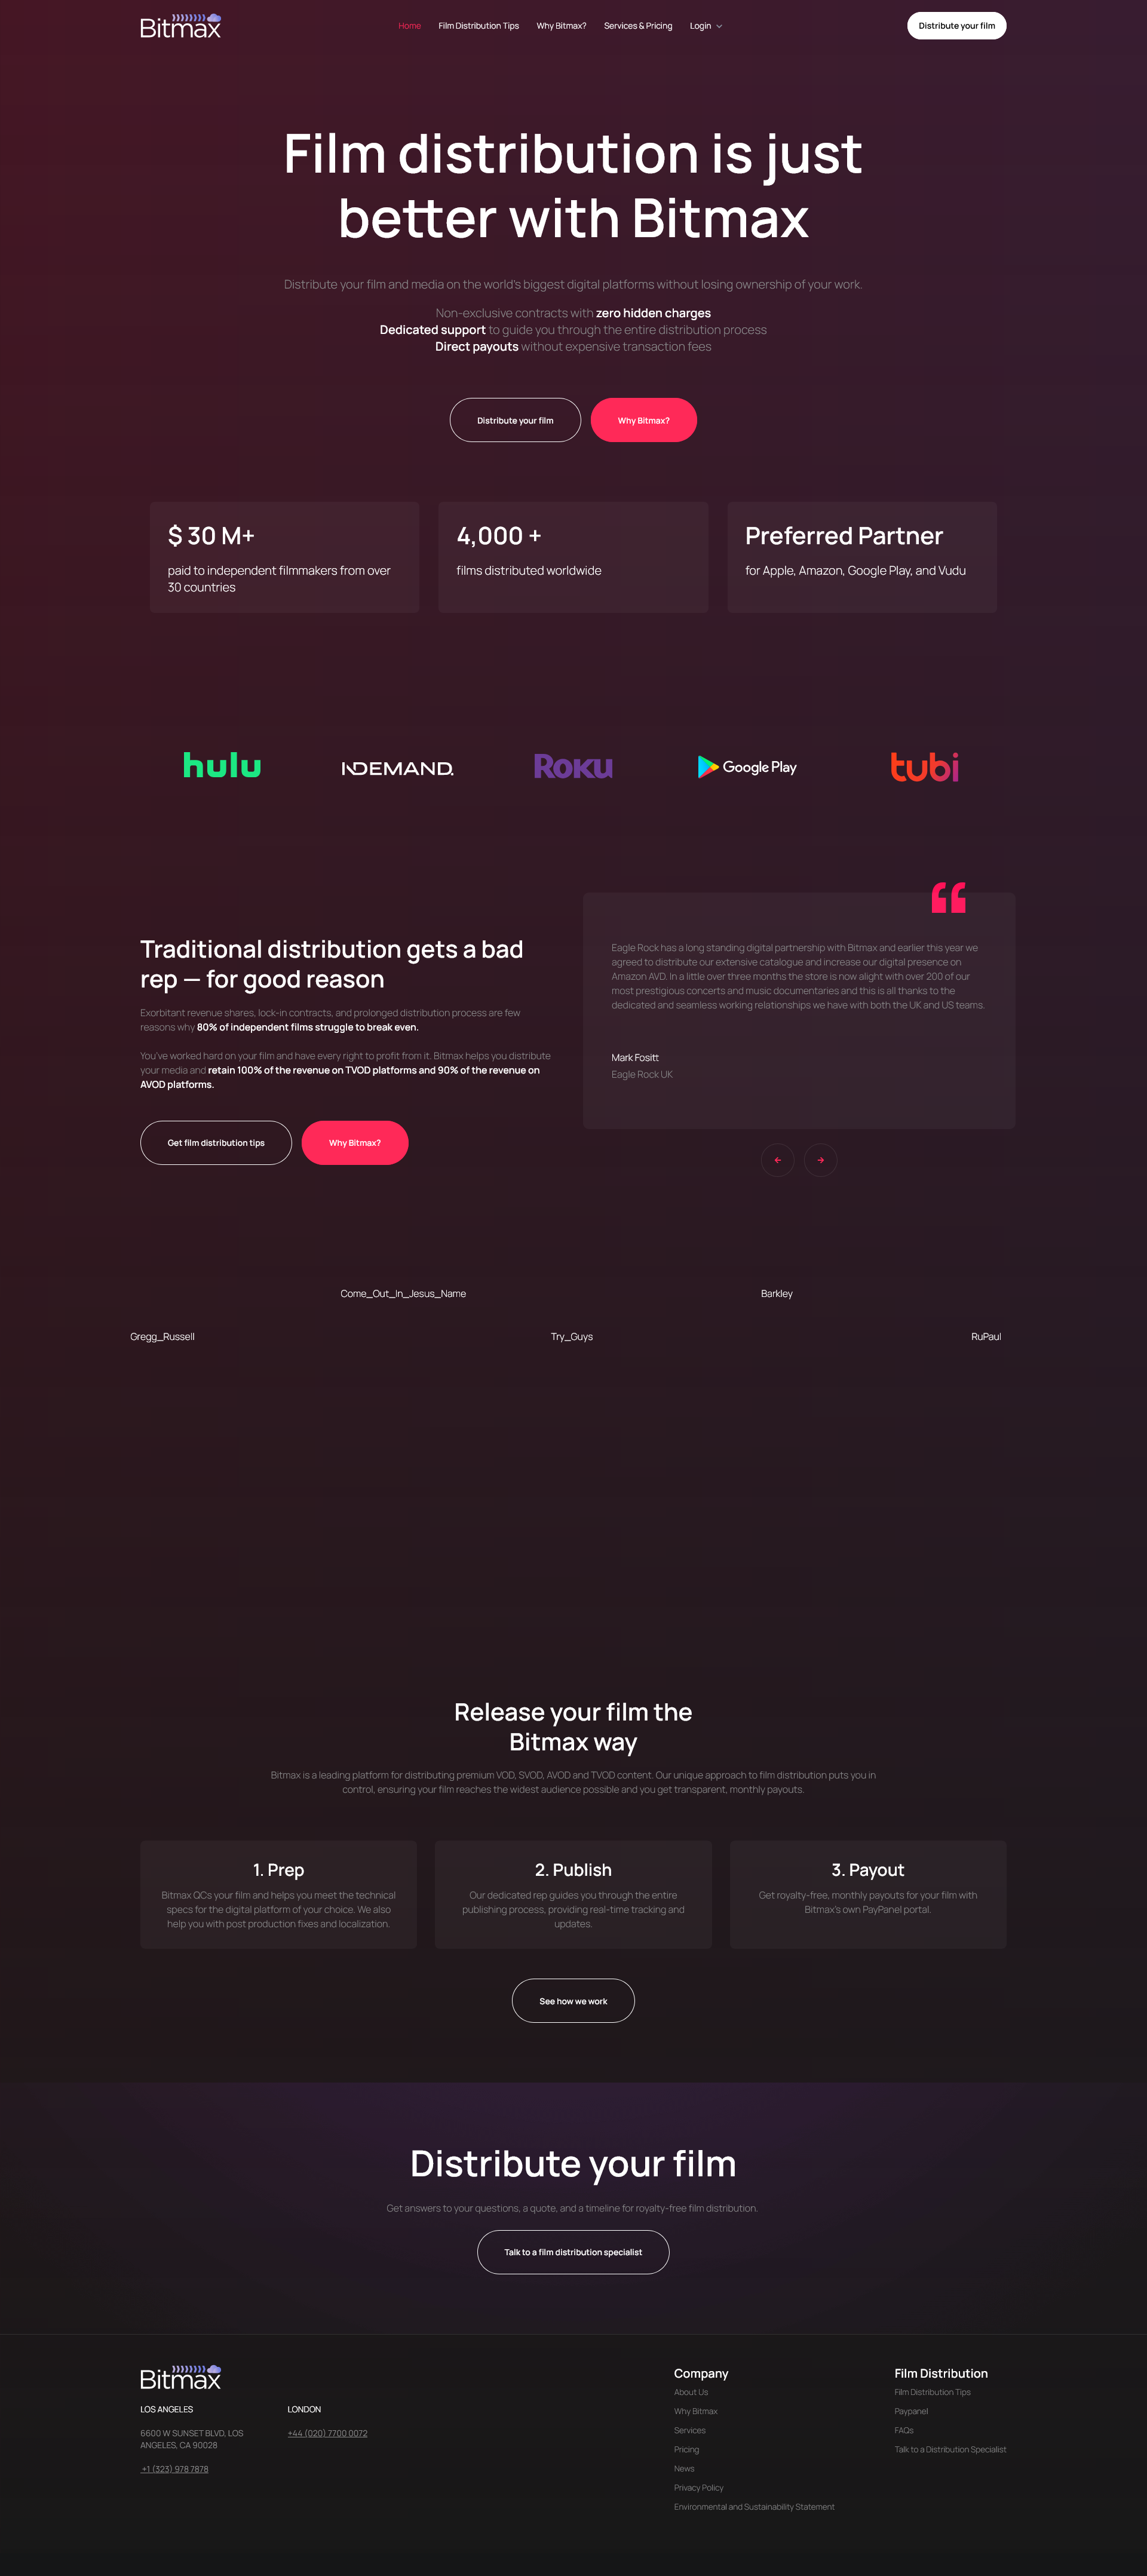 Bitmax
Home
Film Distribution Tips
Why Bitmax?
Services & Pricing
Login
Distribute your film
Film distribution is just
better with Bitmax
Distribute your film and media on the world's biggest digital platforms without losing ownership of your work.
Non-exclusive contracts with zero hidden charges
Dedicated support to guide you through the entire distribution process
Direct payouts without expensive transaction fees
Distribute your film
Why Bitmax?
$ 30 M+
paid to independent filmmakers from over
30 countries
4,000 +
films distributed worldwide
Preferred Partner
for Apple, Amazon, Google Play, and Vudu
hulu
INDEMAND.
Roku
Google Play
tubi
Traditional distribution gets a bad
rep — for good reason
Exorbitant revenue shares, lock-in contracts, and prolonged distribution process are few
reasons why 80% of independent films struggle to break even.
You've worked hard on your film and have every right to profit from it. Bitmax helps you distribute
your media and retain 100% of the revenue on TVOD platforms and 90% of the revenue on
AVOD platforms.
Get film distribution tips
Why Bitmax?
Eagle Rock has a long standing digital partnership with Bitmax and earlier this year we
agreed to distribute our extensive catalogue and increase our digital presence on
Amazon AVD. In a little over three months the store is now alight with over 200 of our
most prestigious concerts and music documentaries and this is all thanks to the
dedicated and seamless working relationships we have with both the UK and US teams.
Mark Fositt
Eagle Rock UK
Come_Out_In_Jesus_Name
Barkley
Gregg_Russell
Try_Guys
RuPaul
Release your film the
Bitmax way
Bitmax is a leading platform for distributing premium VOD, SVOD, AVOD and TVOD content. Our unique approach to film distribution puts you in
control, ensuring your film reaches the widest audience possible and you get transparent, monthly payouts.
1. Prep
Bitmax QCs your film and helps you meet the technical
specs for the digital platform of your choice. We also
help you with post production fixes and localization.
2. Publish
Our dedicated rep guides you through the entire
publishing process, providing real-time tracking and
updates.
3. Payout
Get royalty-free, monthly payouts for your film with
Bitmax's own PayPanel portal.
See how we work
Distribute your film
Get answers to your questions, a quote, and a timeline for royalty-free film distribution.
Talk to a film distribution specialist
Bitmax
LOS ANGELES
6600 W SUNSET BLVD, LOS
ANGELES, CA 90028
+1 (323) 978 7878
LONDON
+44 (020) 7700 0072
Company
About Us
Why Bitmax
Services
Pricing
News
Privacy Policy
Environmental and Sustainability Statement
Film Distribution
Film Distribution Tips
Paypanel
FAQs
Talk to a Distribution Specialist